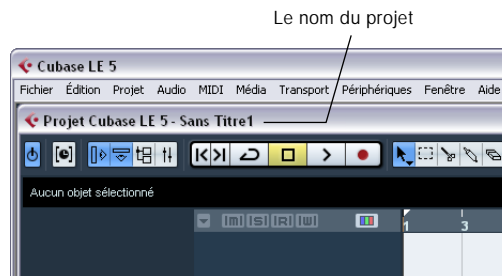 Le nom du projet
Cubase LE 5
Fichier Édition Projet Audio MIDI Média Transport Périphériques Fenêtre Aide
Projet Cubase LE 5 - Sans Titre1
Aucun objet sélectionné
m S R W
1 3